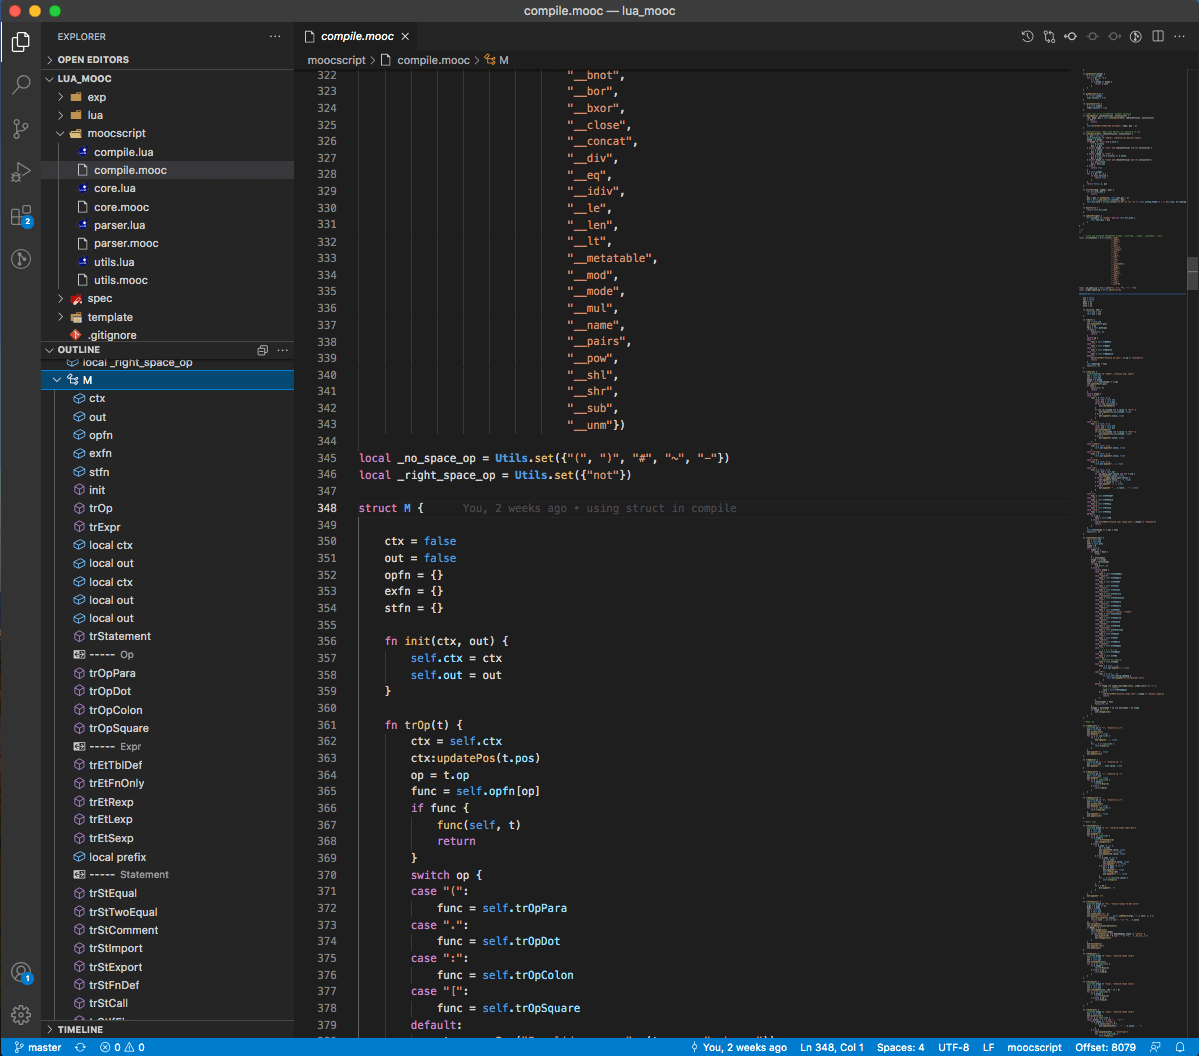 compile.mooc — lua_mooc
EXPLORER
OPEN EDITORS
LUA_MOOC
exp
lua
moocscript
compile.lua
compile.mooc
core.lua
core.mooc
parser.lua
parser.mooc
utils.lua
utils.mooc
spec
template
.gitignore
OUTLINE
local _right_space_op
M
ctx
out
opfn
exfn
stfn
init
trOp
trExpr
local ctx
local out
local ctx
local out
local out
trStatement
----- Op
trOpPara
trOpDot
trOpColon
trOpSquare
----- Expr
trEtTblDef
trEtFnOnly
trEtRexp
trEtLexp
trEtSexp
local prefix
----- Statement
trStEqual
trStTwoEqual
trStComment
trStImport
trStExport
trStFnDef
trStCall
TIMELINE
2
1
compile.mooc
moocscript > compile.mooc > M
322 "__bnot",
323 "__bor",
324 "__bxor",
325 "__close",
326 "__concat",
327 "__div",
328 "__eq",
329 "__idiv",
330 "__le",
331 "__len",
332 "__lt",
333 "__metatable",
334 "__mod",
335 "__mode",
336 "__mul",
337 "__name",
338 "__pairs",
339 "__pow",
340 "__shl",
341 "__shr",
342 "__sub",
343 "__unm"})
344
345 local _no_space_op = Utils.set({"(", ")", "#", "~", "-"})
346 local _right_space_op = Utils.set({"not"})
347
348 struct M { You, 2 weeks ago • using struct in compile
349
350 ctx = false
351 out = false
352 opfn = {}
353 exfn = {}
354 stfn = {}
355
356 fn init(ctx, out) {
357 self.ctx = ctx
358 self.out = out
359 }
360
361 fn trOp(t) {
362 ctx = self.ctx
363 ctx:updatePos(t.pos)
364 op = t.op
365 func = self.opfn[op]
366 if func {
367 func(self, t)
368 return
369 }
370 switch op {
371 case "(":
372 func = self.trOpPara
373 case ".":
374 func = self.trOpDot
375 case ":":
376 func = self.trOpColon
377 case "[":
378 func = self.trOpSquare
379 default:
master 0 0 You, 2 weeks ago Ln 348, Col 1 Spaces: 4 UTF-8 LF moocscript Offset: 8079